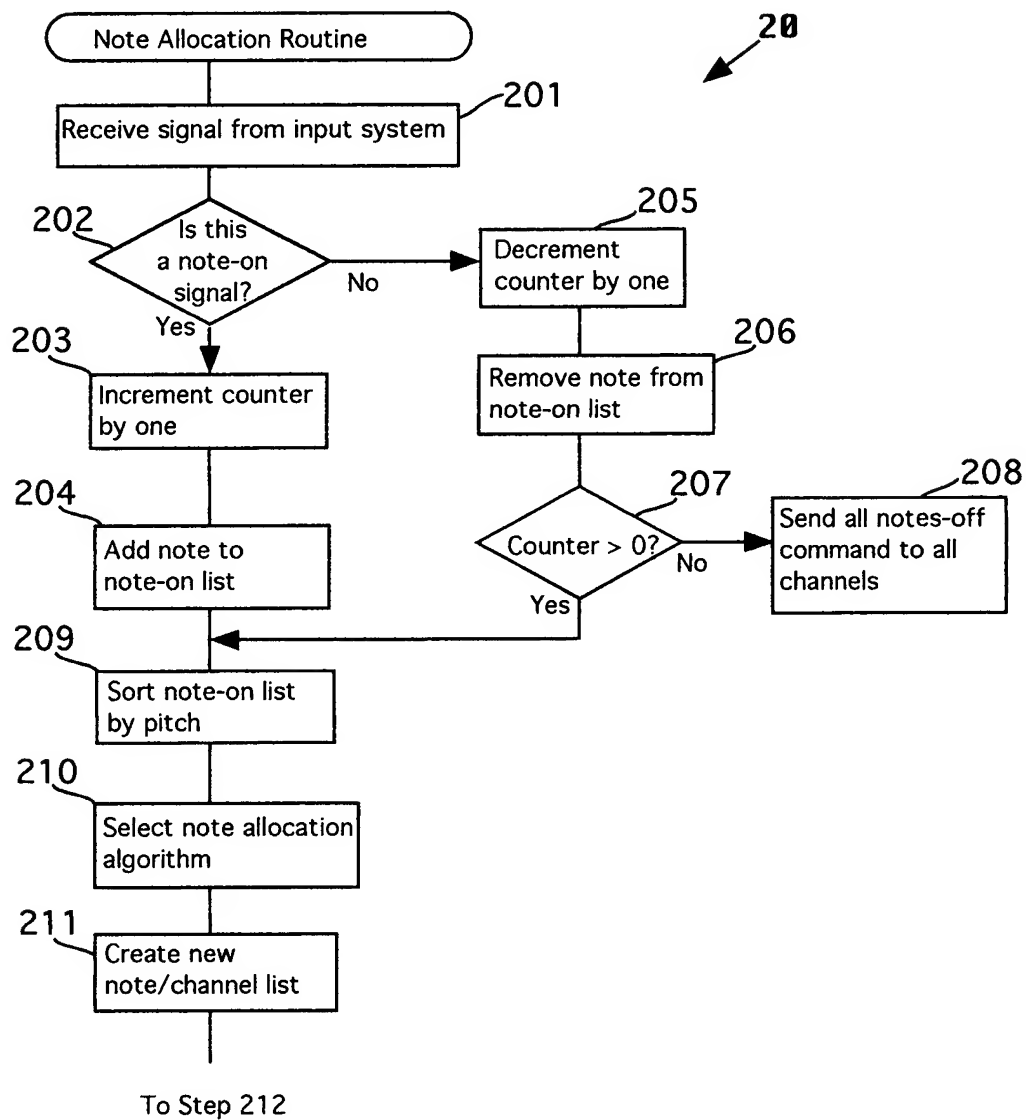 Note Allocation Routine
20
201
Receive signal from input system
202
Is this
a note-on
signal?
No
Yes
205
Decrement
counter by one
203
Increment counter
by one
206
Remove note from
note-on list
204
Add note to
note-on list
207
Counter > 0?
No
Yes
208
Send all notes-off
command to all
channels
209
Sort note-on list
by pitch
210
Select note allocation
algorithm
211
Create new
note/channel list
To Step 212